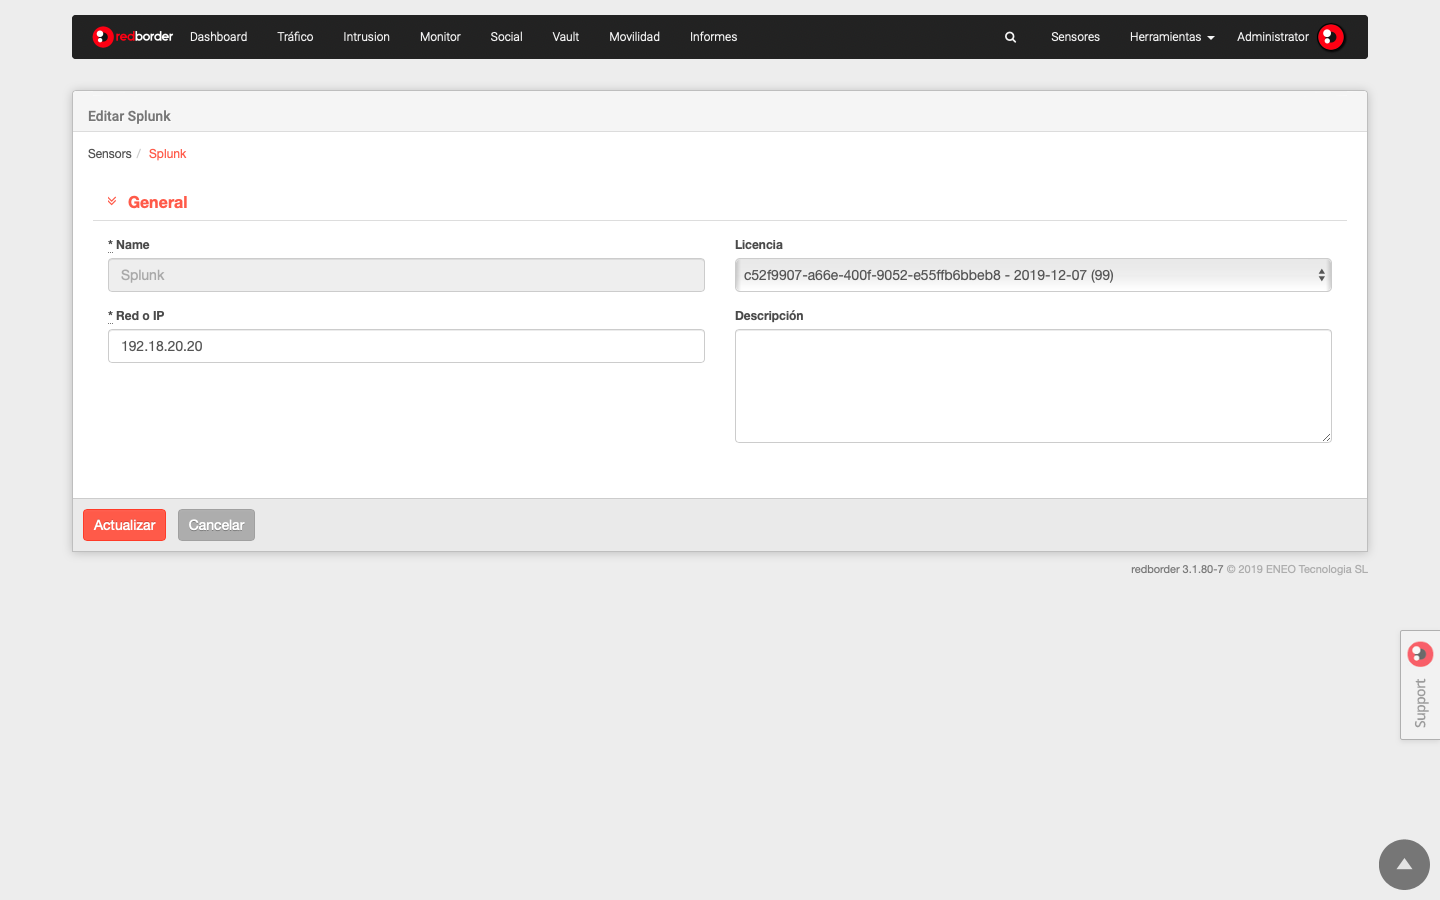 redborder Dashboard Tráfico Intrusion Monitor Social Vault Movilidad Informes Sensores Herramientas Administrator
Editar Splunk
Sensors / Splunk
General
* Name
Splunk
Licencia
c52f9907-a66e-400f-9052-e55ffb6bbeb8 - 2019-12-07 (99)
* Red o IP
192.18.20.20
Descripción
Actualizar Cancelar
redborder 3.1.80-7 © 2019 ENEO Tecnologia SL
Support